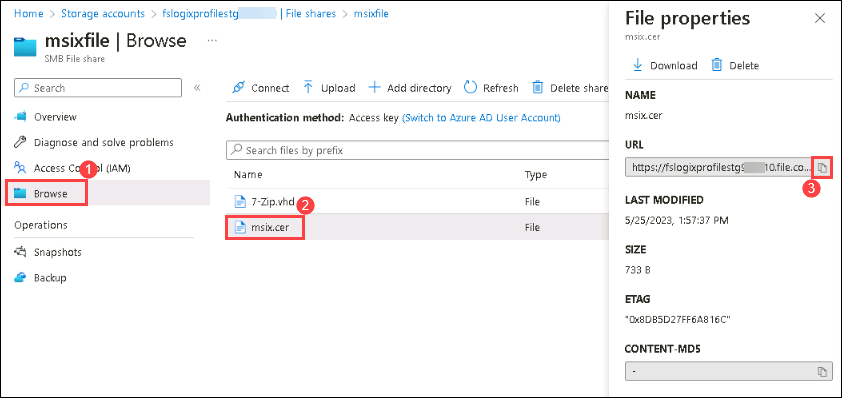 Home > Storage accounts > fslogixprofilestg | File shares > msixfile
msixfile | Browse ...
SMB File share
Search «
Overview
Diagnose and solve problems
Access Control (IAM)
1
Browse
Operations
Snapshots
Backup
Connect Upload Add directory Refresh Delete share
Authentication method: Access key (Switch to Azure AD User Account)
Search files by prefix
Name Type
7-Zip.vhd File
2
msix.cer File
File properties
msix.cer
Download Delete
NAME
msix.cer
URL
https://fslogixprofilestg9 10.file.co...
3
LAST MODIFIED
5/25/2023, 1:57:37 PM
SIZE
733 B
ETAG
"0x8DB5D27FF6A816C"
CONTENT-MD5
-